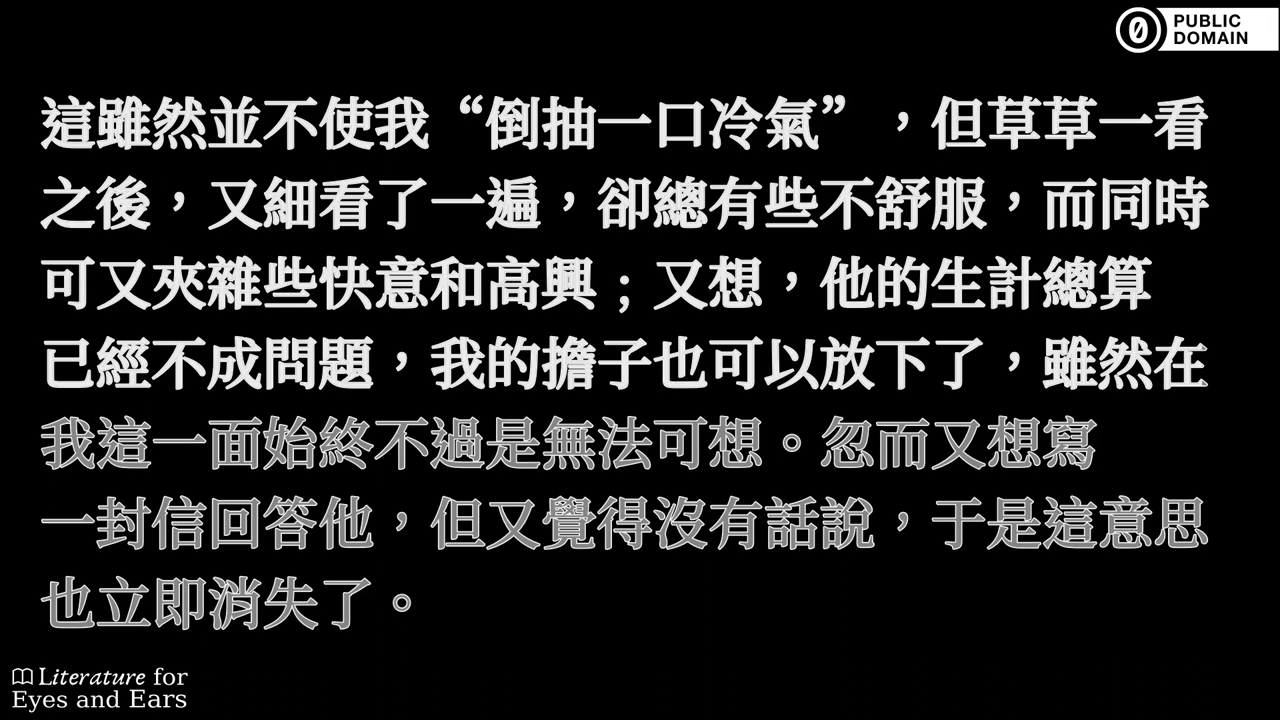 PUBLIC
DOMAIN
這雖然並不使我“倒抽一口冷氣”，但草草一看
之後，又細看了一遍，卻總有些不舒服，而同時
可又夾雜些快意和高興；又想，他的生計總算
已經不成問題，我的擔子也可以放下了，雖然在
我這一面始終不過是無法可想。忽而又想寫
一封信回答他，但又覺得沒有話說，于是這意思
也立即消失了。
Literature for
Eyes and Ears